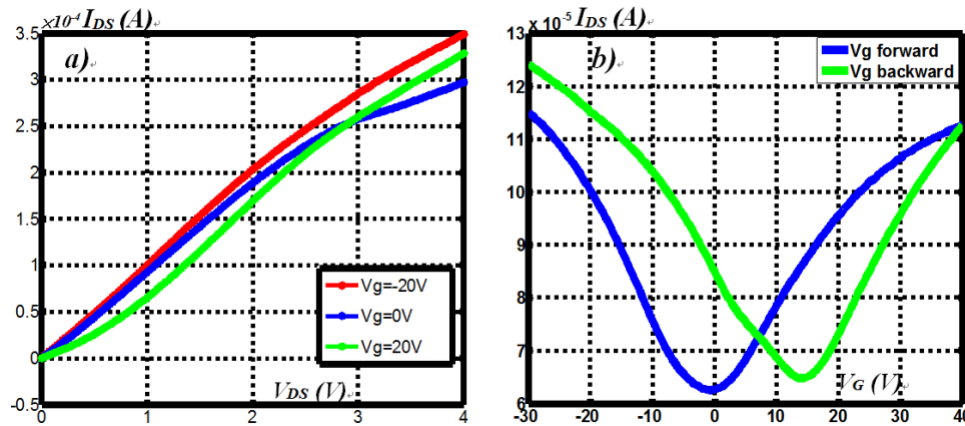 ×10⁻⁴ I_DS (A)
a)
3.5
3
2.5
2
1.5
1
0.5
0
-0.5
0 1 2 3 4
V_DS (V)
Vg=-20V
Vg=0V
Vg=20V
x 10⁻⁵ I_DS (A)
b)
13
12
11
10
9
8
7
6
-30 -20 -10 0 10 20 30 40
V_G (V)
Vg forward
Vg backward